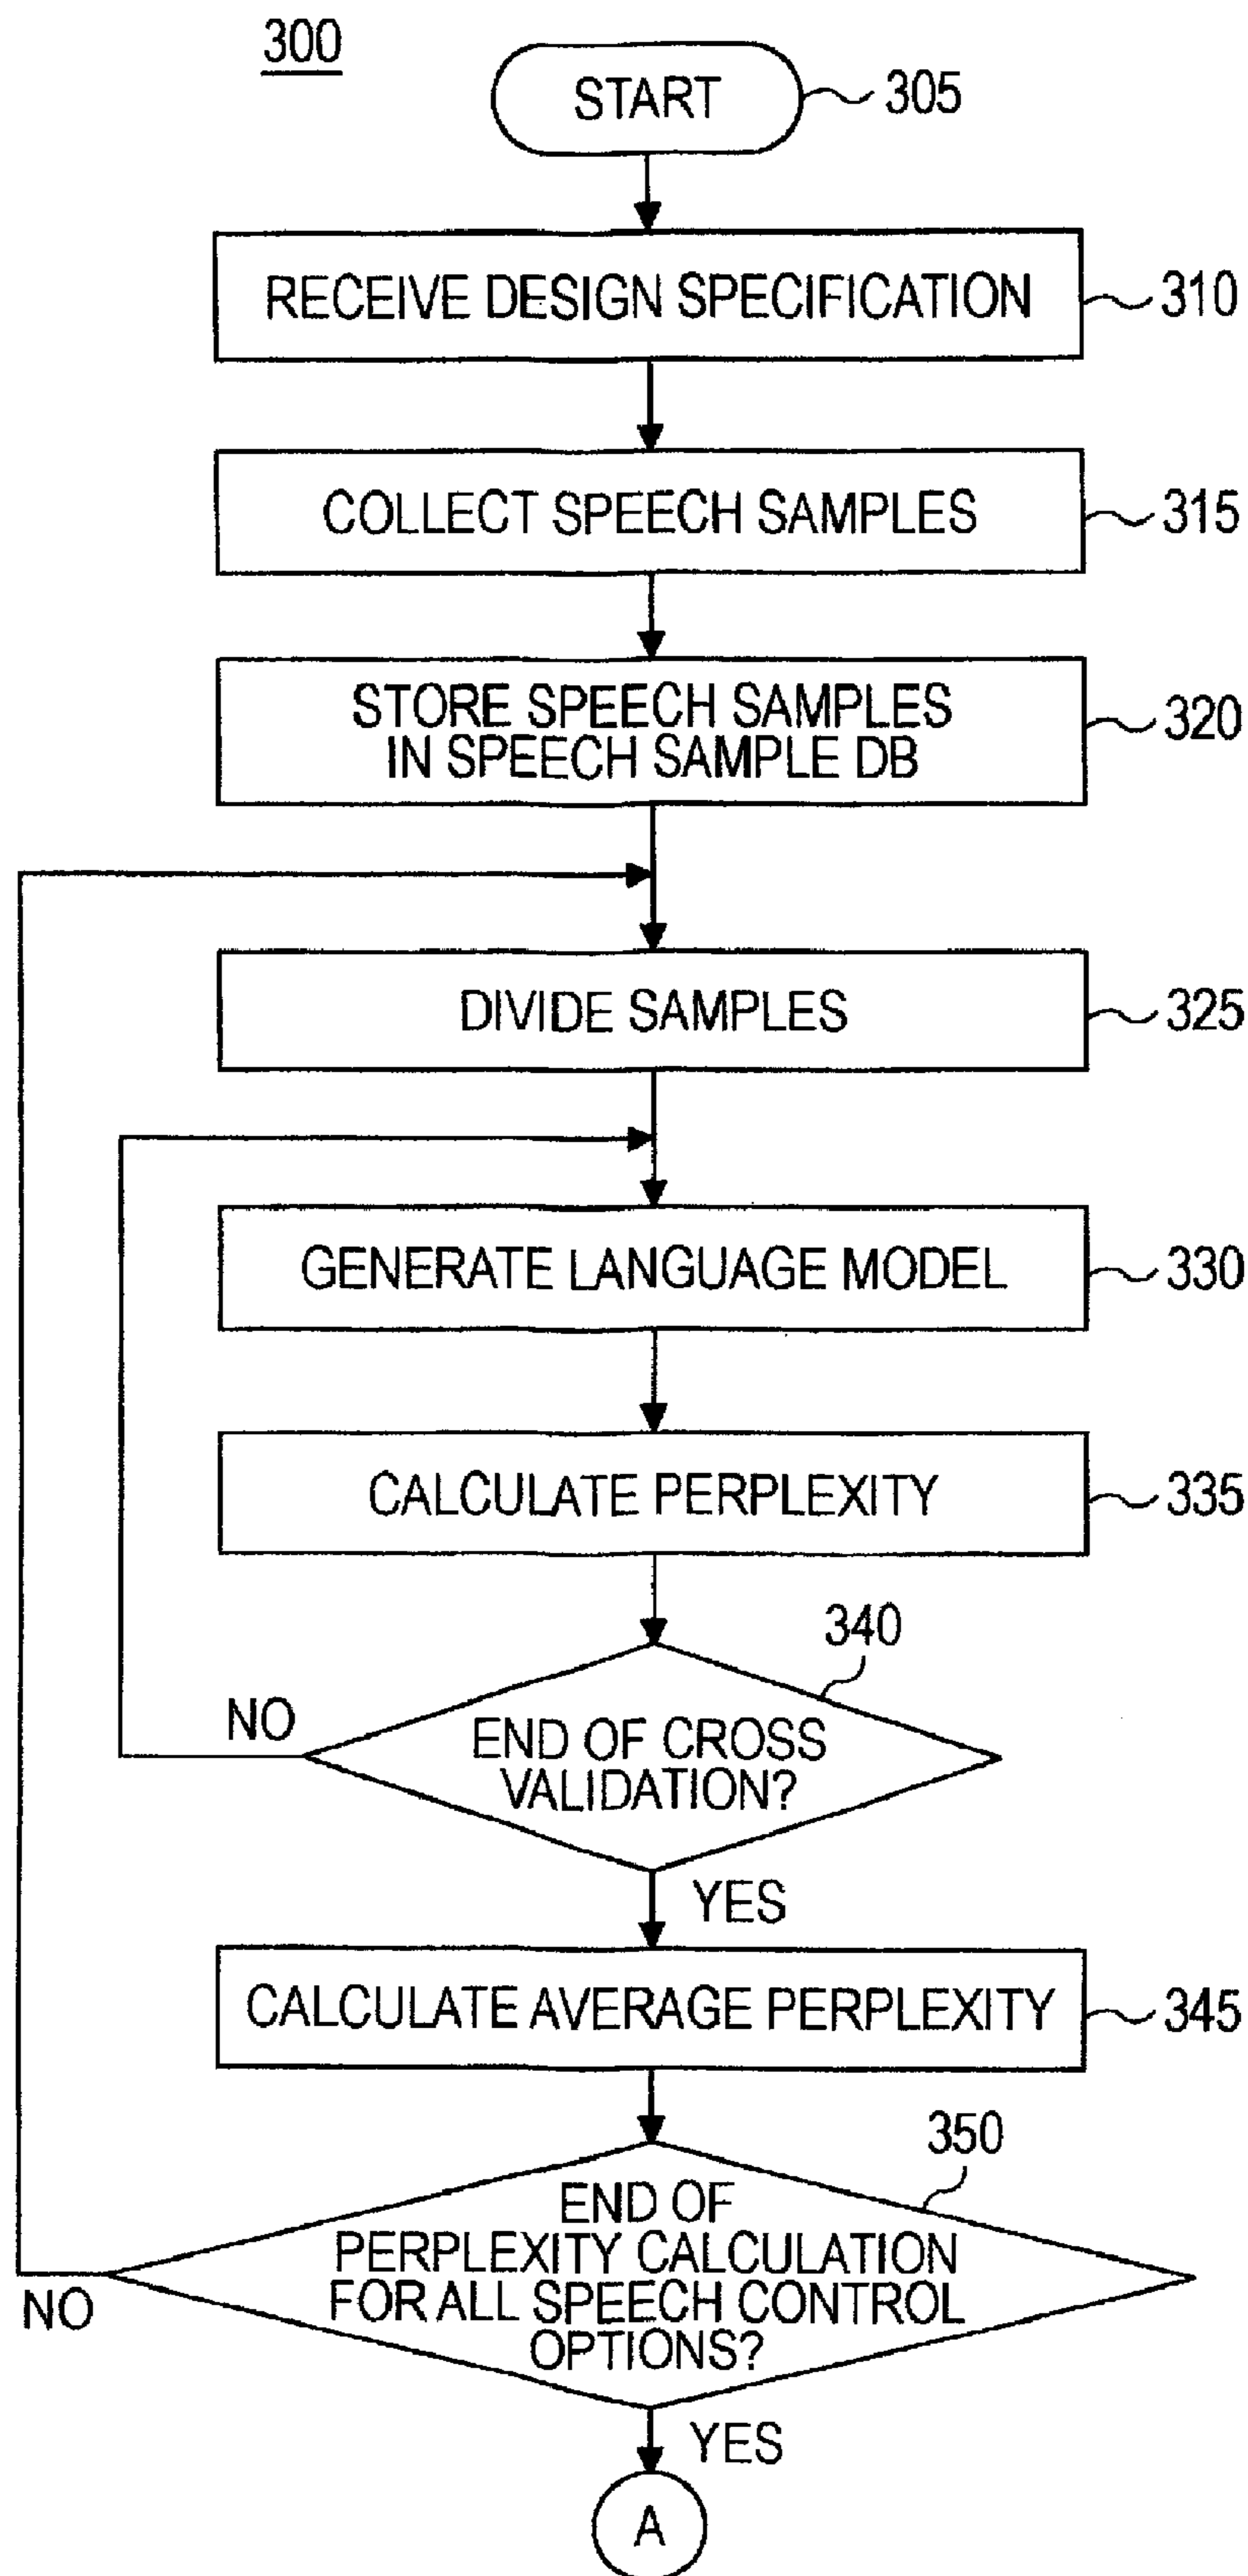 300
START
305
RECEIVE DESIGN SPECIFICATION
310
COLLECT SPEECH SAMPLES
315
STORE SPEECH SAMPLES
IN SPEECH SAMPLE DB
320
DIVIDE SAMPLES
325
GENERATE LANGUAGE MODEL
330
CALCULATE PERPLEXITY
335
340
END OF CROSS
VALIDATION?
NO
YES
CALCULATE AVERAGE PERPLEXITY
345
350
END OF
PERPLEXITY CALCULATION
FOR ALL SPEECH CONTROL
OPTIONS?
NO
YES
A